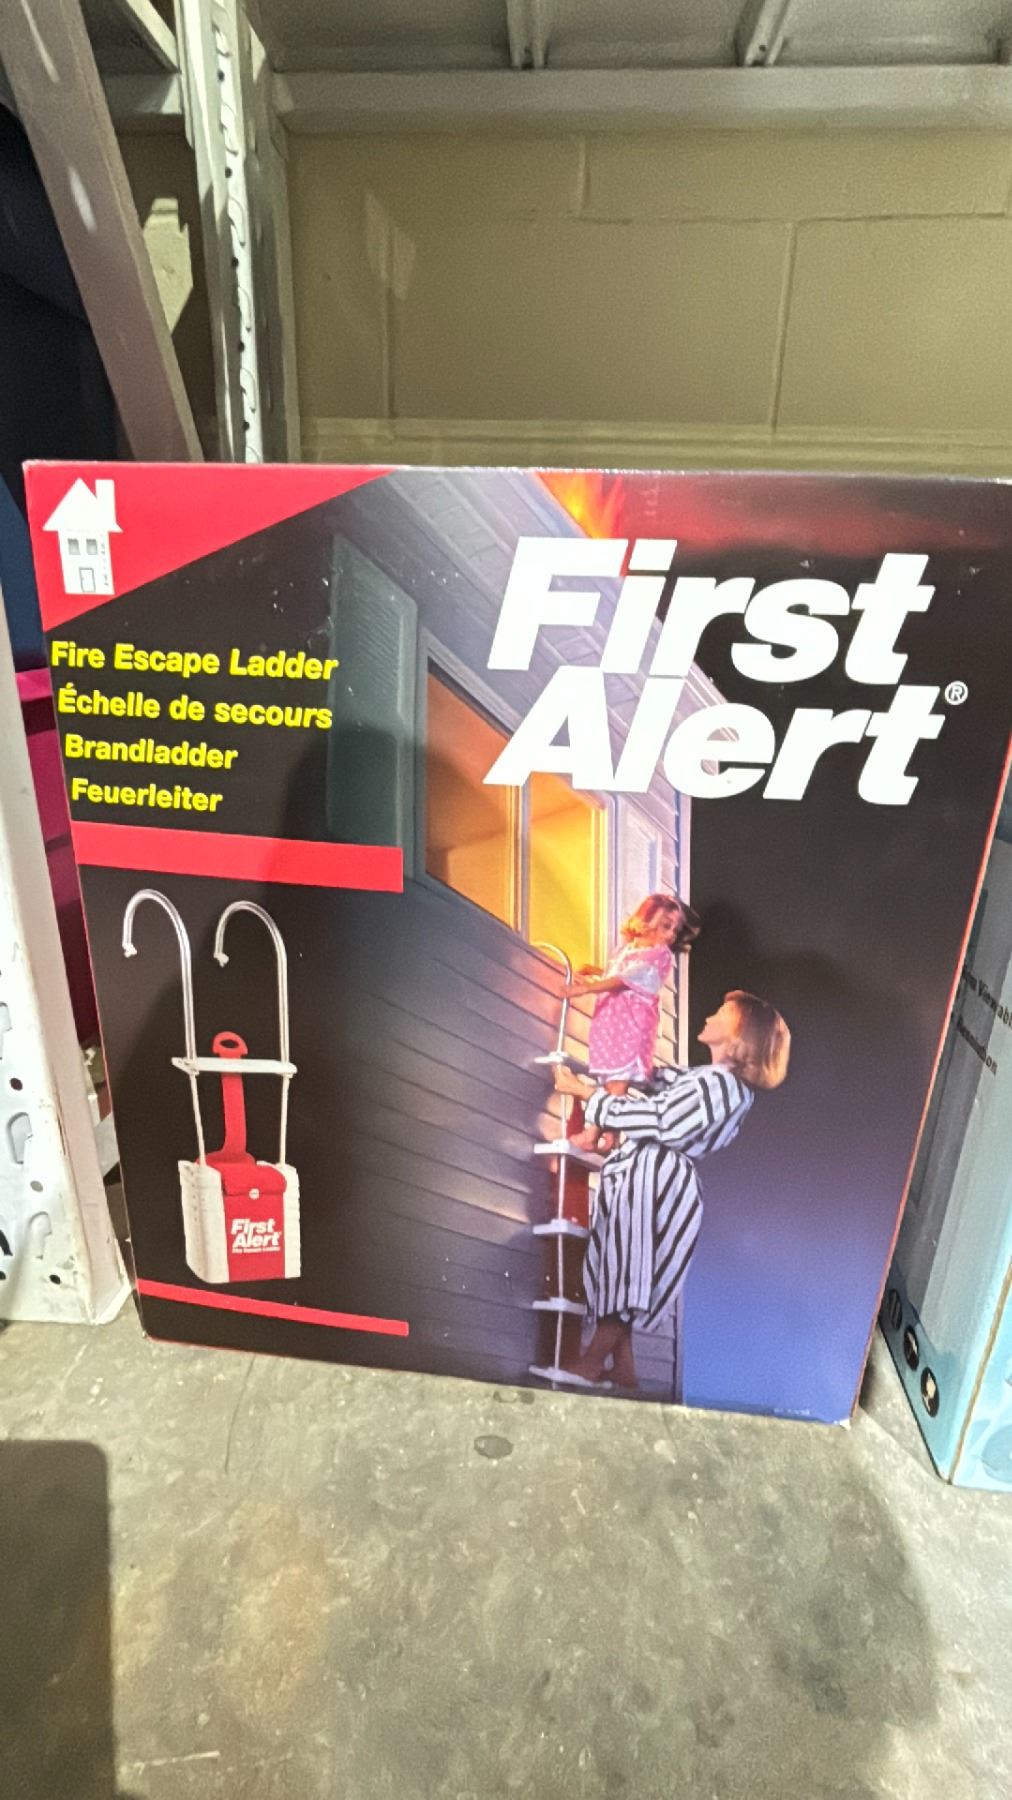 Fire Escape Ladder
Échelle de secours
Brandladder
Feuerleiter
First
Alert®
First
Alert